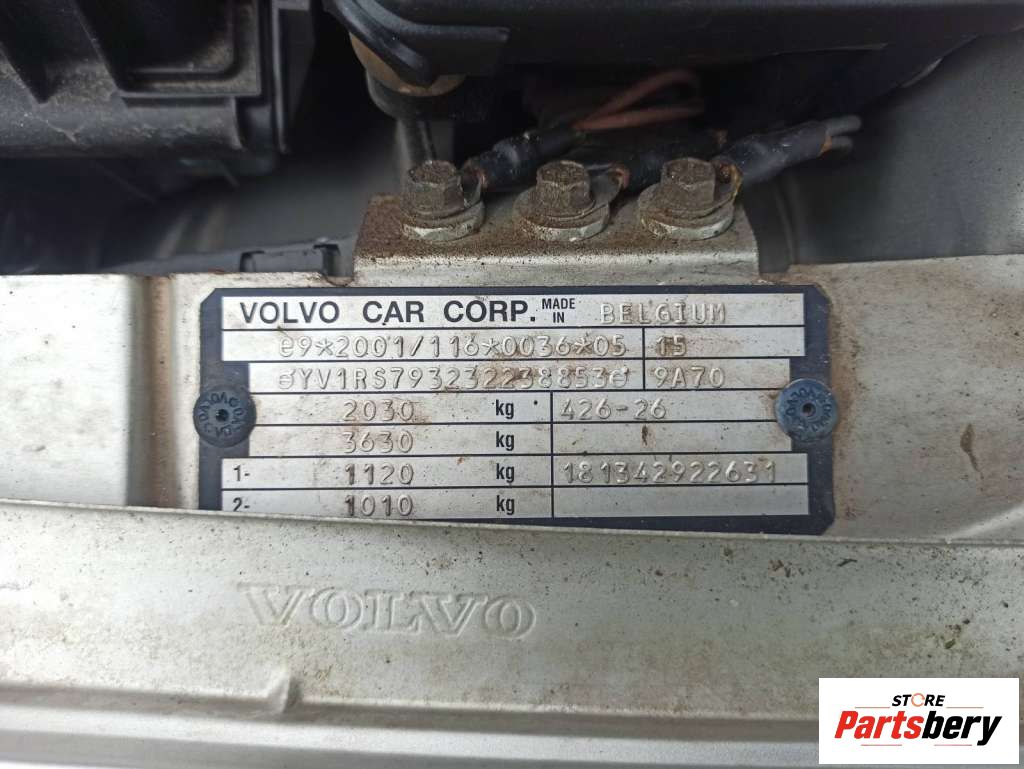 VOLVO CAR CORP. MADE IN BELGIUM
e9*2001/116*0036*05 15
YV1RS793232238853 9A70
2030 kg 426-26
3630 kg
1- 1120 kg 181342922631
2- 1010 kg
VOLVO
STORE
Partsbery